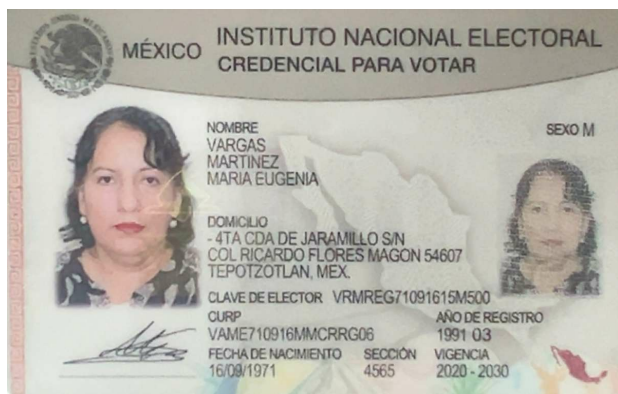 MÉXICO
INSTITUTO NACIONAL ELECTORAL
CREDENCIAL PARA VOTAR
NOMBRE
SEXO M
VARGAS
MARTINEZ
MARIA EUGENIA
DOMICILIO
- 4TA CDA DE JARAMILLO S/N
COL RICARDO FLORES MAGON 54607
TEPOTZOTLAN, MEX.
CLAVE DE ELECTOR VRMREG71091615M500
CURP AÑO DE REGISTRO
VAME710916MMCRRG06 1991 03
FECHA DE NACIMIENTO SECCIÓN VIGENCIA
16/09/1971 4565 2020 - 2030